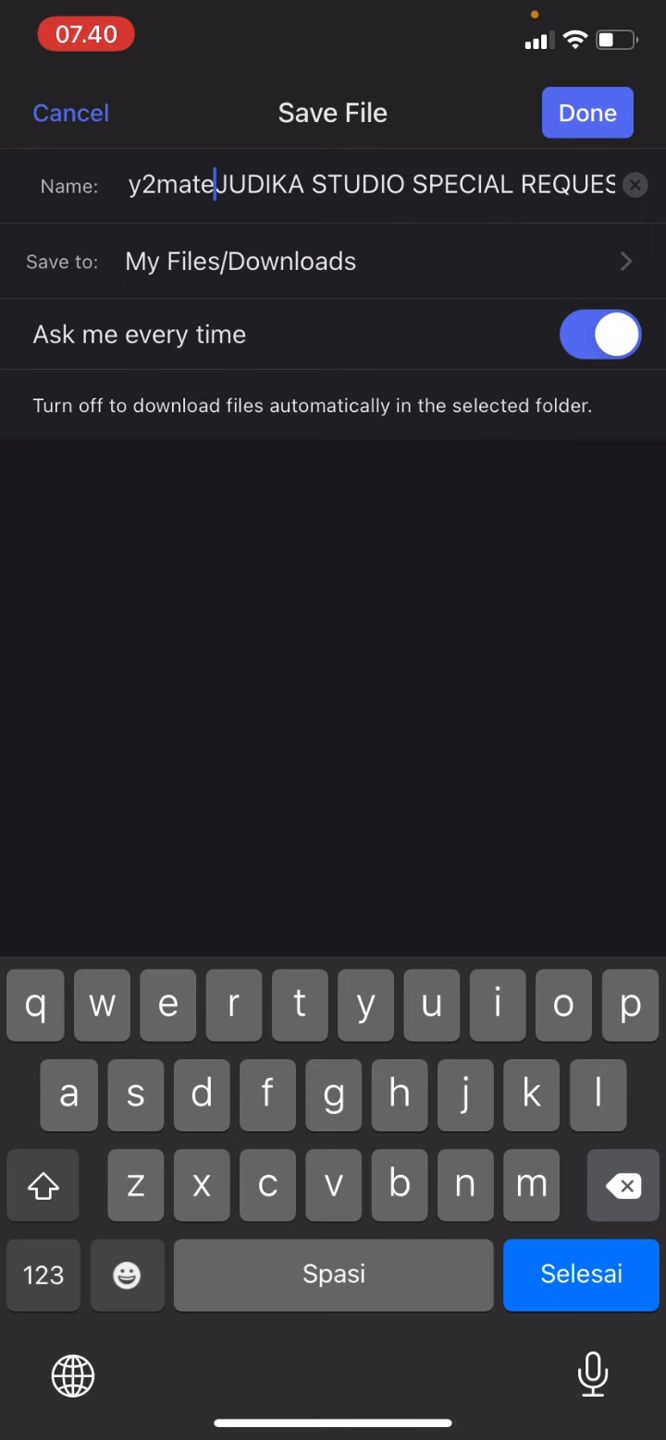 07.40
Cancel
Save File
Done
Name: y2mateJUDIKA STUDIO SPECIAL REQUES
Save to: My Files/Downloads
Ask me every time
Turn off to download files automatically in the selected folder.
q w e r t y u i o p
a s d f g h j k l
z x c v b n m
123 Spasi Selesai